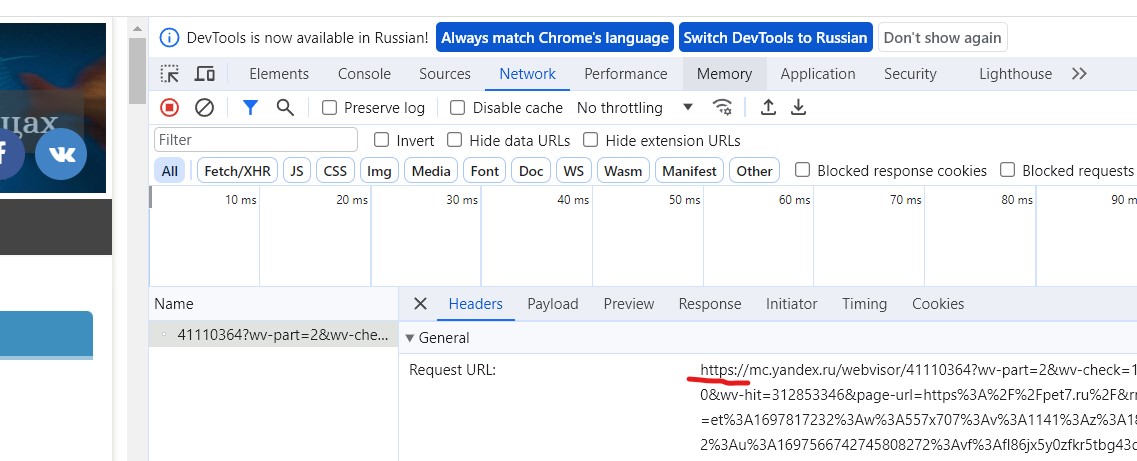 DevTools is now available in Russian! Always match Chrome's language Switch DevTools to Russian Don't show again
Elements Console Sources Network Performance Memory Application Security Lighthouse
Preserve log Disable cache No throttling
Filter Invert Hide data URLs Hide extension URLs
All Fetch/XHR JS CSS Img Media Font Doc WS Wasm Manifest Other Blocked response cookies Blocked requests
10 ms 20 ms 30 ms 40 ms 50 ms 60 ms 70 ms 80 ms 90 m
цах
f
Name
41110364?wv-part=2&wv-che...
Headers Payload Preview Response Initiator Timing Cookies
General
Request URL: https://mc.yandex.ru/webvisor/41110364?wv-part=2&wv-check=1
0&wv-hit=312853346&page-url=https%3A%2F%2Fpet7.ru%2F&rr
=et%3A1697817232%3Aw%3A557x707%3Av%3A1141%3Az%3A18
2%3Au%3A1697566742745808272%3Avf%3Afl86jx5y0zfkr5tbg43c